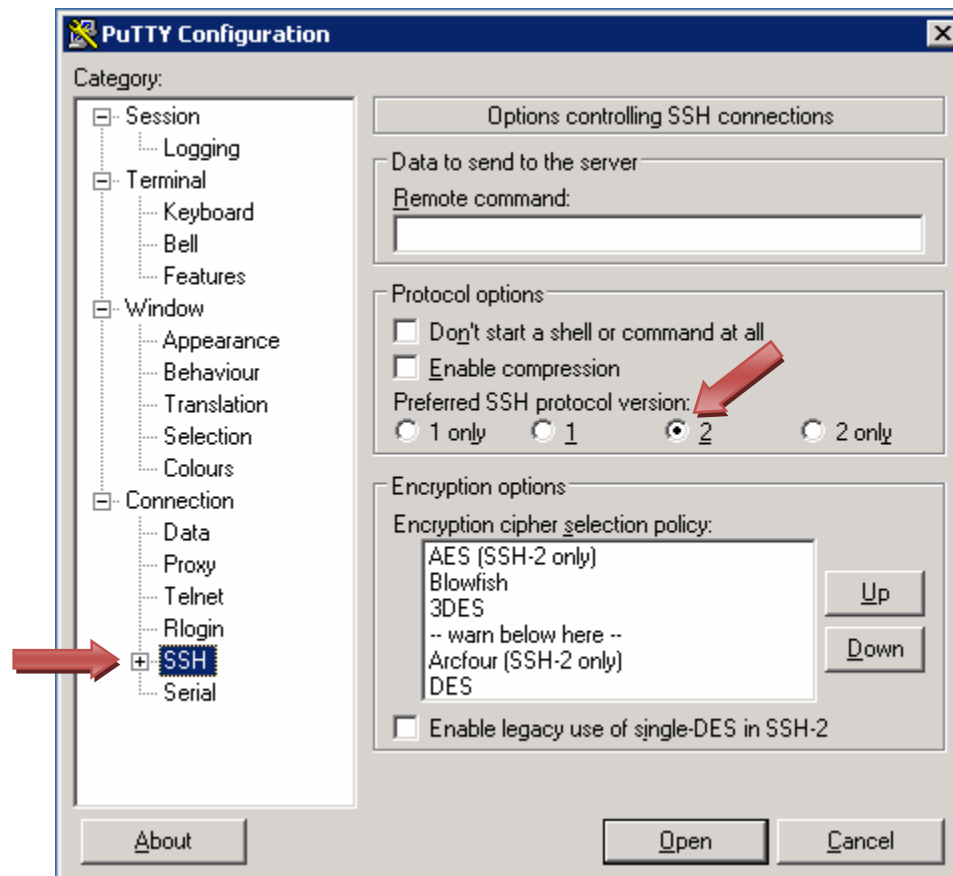 PuTTY Configuration
Category:
Session
Logging
Terminal
Keyboard
Bell
Features
Window
Appearance
Behaviour
Translation
Selection
Colours
Connection
Data
Proxy
Telnet
Rlogin
SSH
Serial
Options controlling SSH connections
Data to send to the server
Remote command:
Protocol options
Don't start a shell or command at all
Enable compression
Preferred SSH protocol version:
1 only 1 2 2 only
Encryption options
Encryption cipher selection policy:
AES (SSH-2 only)
Blowfish
3DES
-- warn below here --
Arcfour (SSH-2 only)
DES
Up
Down
Enable legacy use of single-DES in SSH-2
About Open Cancel